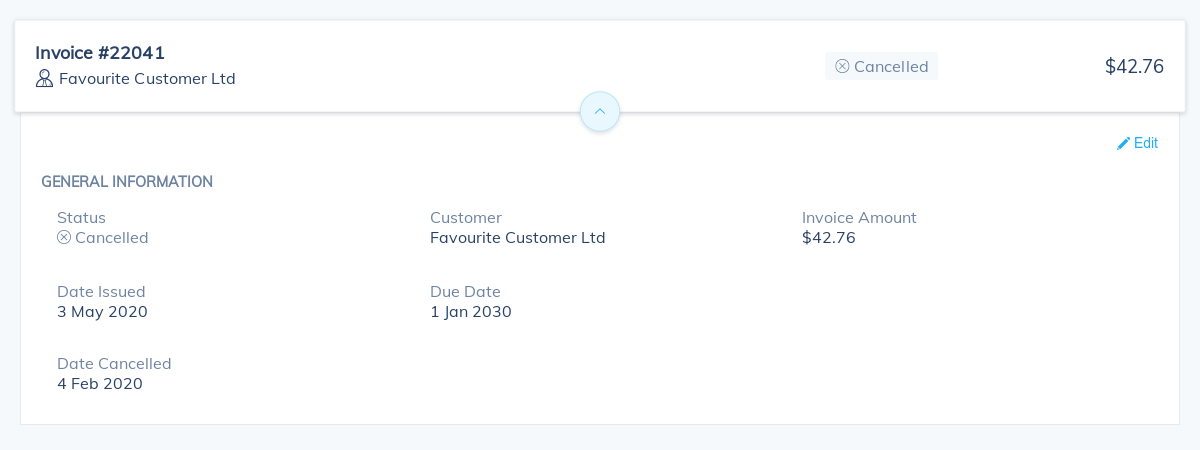 Invoice #22041
Favourite Customer Ltd
Cancelled
$42.76
Edit
GENERAL INFORMATION
Status
Cancelled
Customer
Favourite Customer Ltd
Invoice Amount
$42.76
Date Issued
3 May 2020
Due Date
1 Jan 2030
Date Cancelled
4 Feb 2020